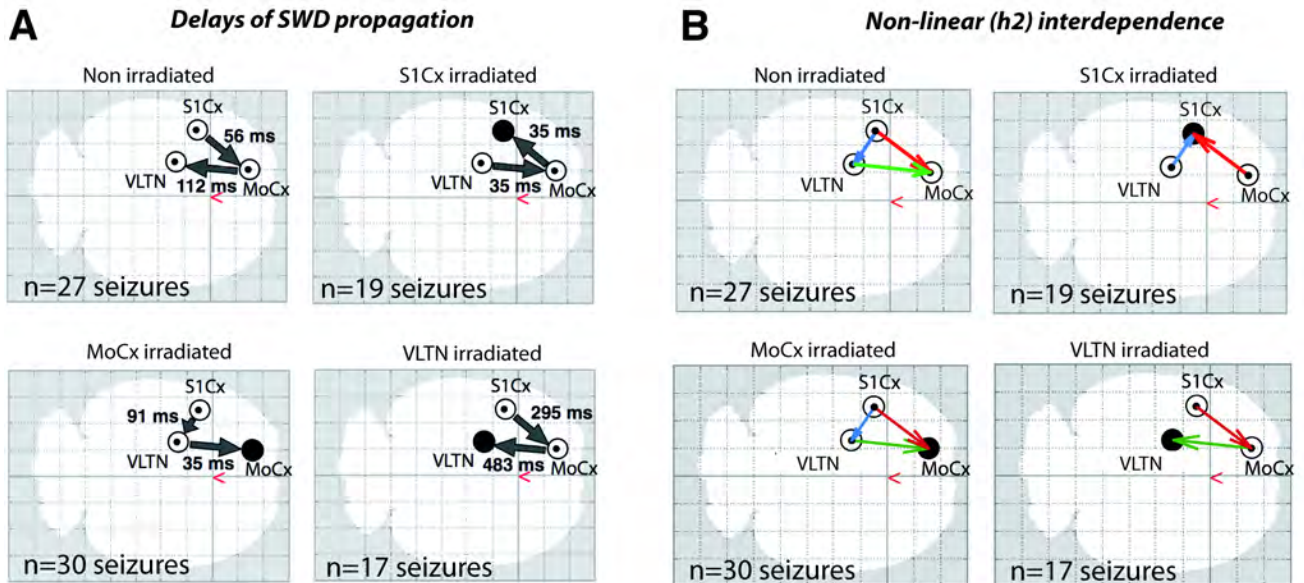 A
Delays of SWD propagation
Non irradiated
S1Cx
56 ms
VLTN
112 ms
MoCx
<
n=27 seizures
S1Cx irradiated
S1Cx
35 ms
VLTN
35 ms
MoCx
<
n=19 seizures
MoCx irradiated
S1Cx
91 ms
VLTN
35 ms
MoCx
<
n=30 seizures
VLTN irradiated
S1Cx
295 ms
VLTN
483 ms
MoCx
<
n=17 seizures
B
Non-linear (h2) interdependence
Non irradiated
S1Cx
VLTN
MoCx
<
n=27 seizures
S1Cx irradiated
S1Cx
VLTN
MoCx
<
n=19 seizures
MoCx irradiated
S1Cx
VLTN
MoCx
<
n=30 seizures
VLTN irradiated
S1Cx
VLTN
MoCx
<
n=17 seizures